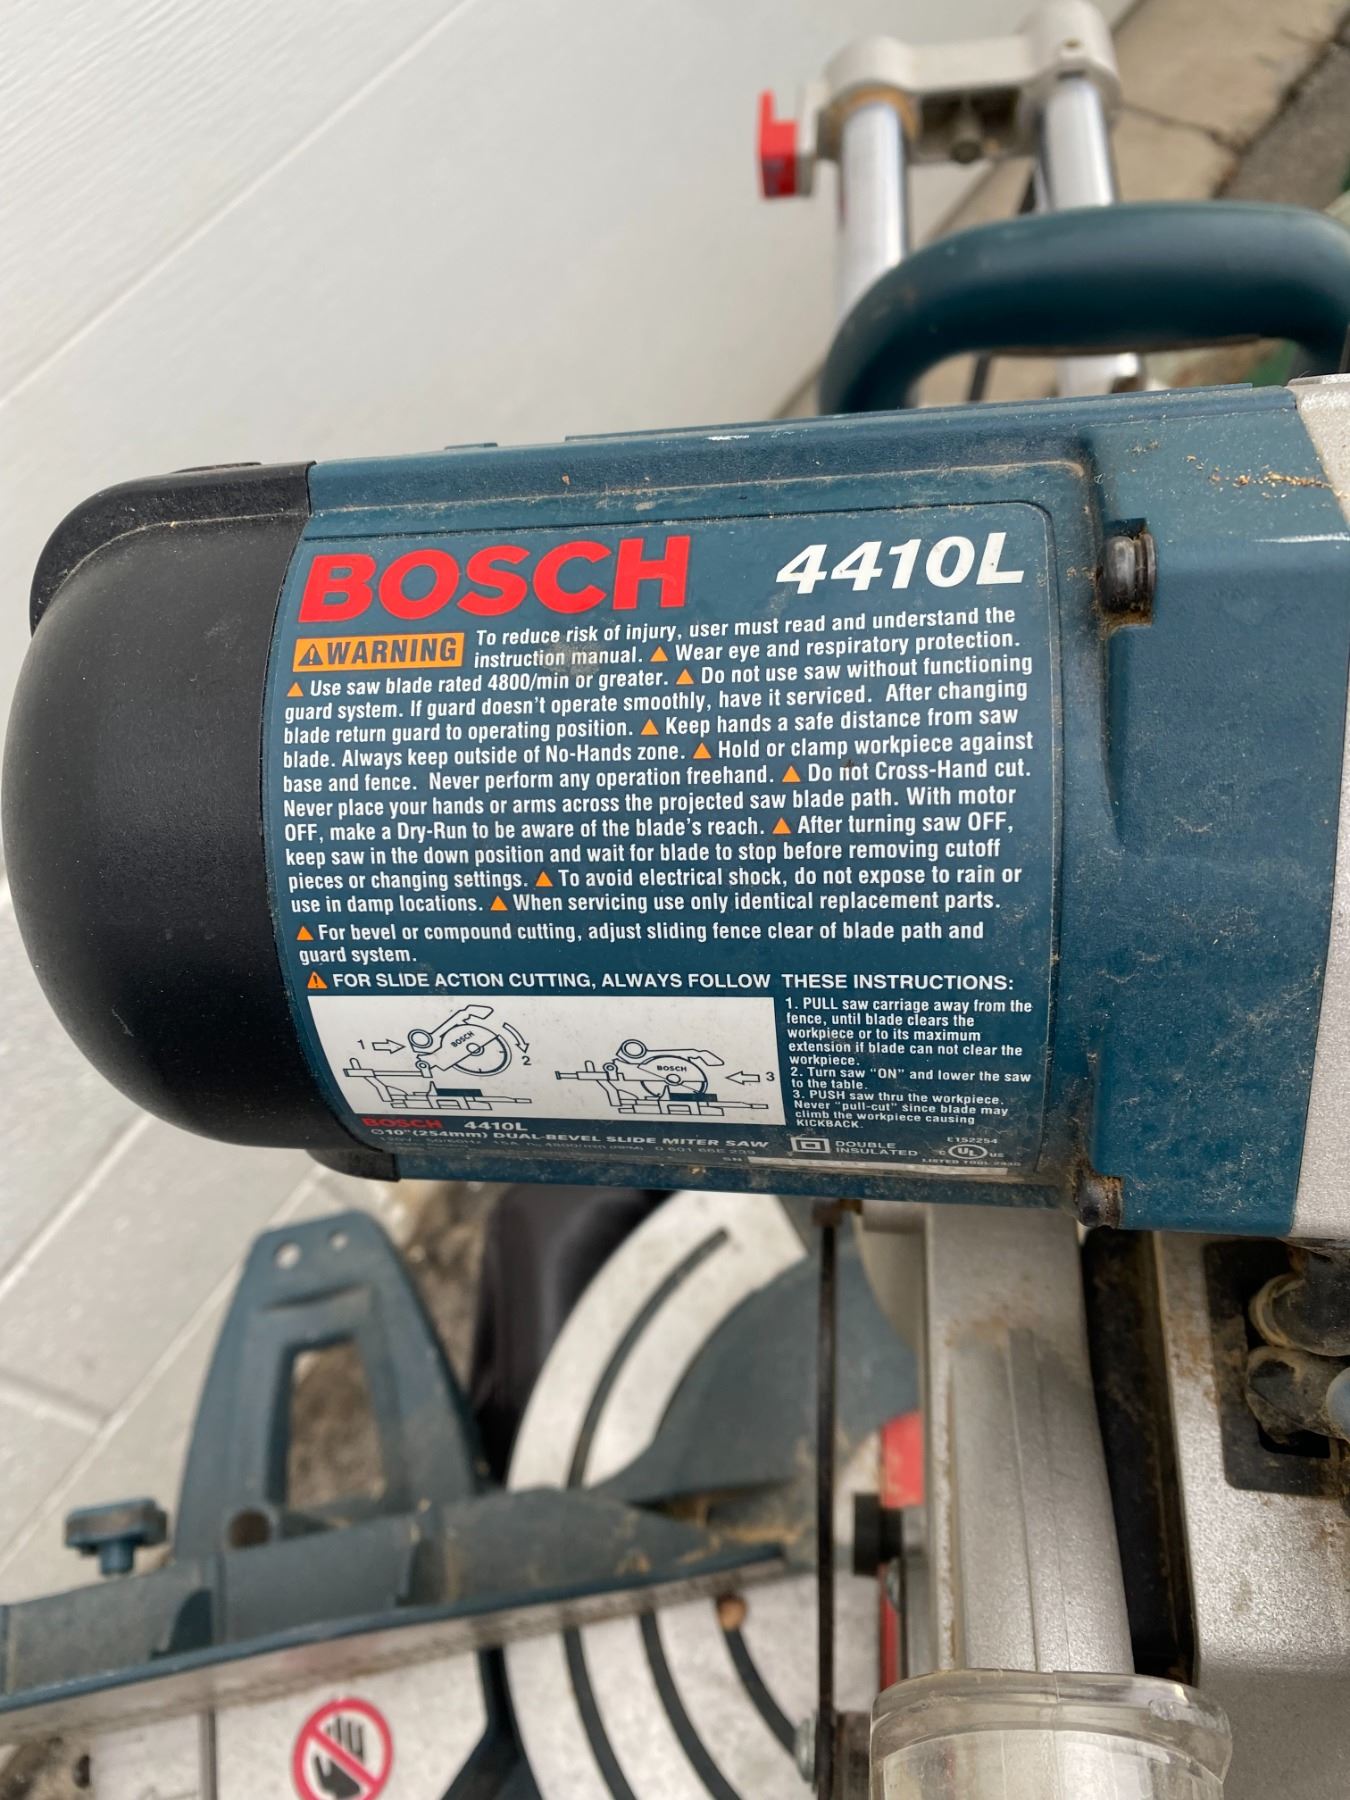 BOSCH 4410L
WARNING To reduce risk of injury, user must read and understand the
instruction manual. Wear eye and respiratory protection.
Use saw blade rated 4800/min or greater. Do not use saw without functioning
guard system. If guard doesn't operate smoothly, have it serviced. After changing
blade return guard to operating position. Keep hands a safe distance from saw
blade. Always keep outside of No-Hands zone. Hold or clamp workpiece against
base and fence. Never perform any operation freehand. Do not Cross-Hand cut.
Never place your hands or arms across the projected saw blade path. With motor
OFF, make a Dry-Run to be aware of the blade's reach. After turning saw OFF,
keep saw in the down position and wait for blade to stop before removing cutoff
pieces or changing settings. To avoid electrical shock, do not expose to rain or
use in damp locations. When servicing use only identical replacement parts.
For bevel or compound cutting, adjust sliding fence clear of blade path and
guard system.
FOR SLIDE ACTION CUTTING, ALWAYS FOLLOW THESE INSTRUCTIONS:
1
BOSCH
2
BOSCH
3
1. PULL saw carriage away from the
fence, until blade clears the
workpiece or to its maximum
extension if blade can not clear the
workpiece.
2. Turn saw "ON" and lower the saw
to the table.
3. PUSH saw thru the workpiece.
Never "pull-cut" since blade may
climb the workpiece causing
KICKBACK.
BOSCH 4410L
10" (254mm) DUAL-BEVEL SLIDE MITER SAW
SN
DOUBLE
INSULATED
E152254
C UL US